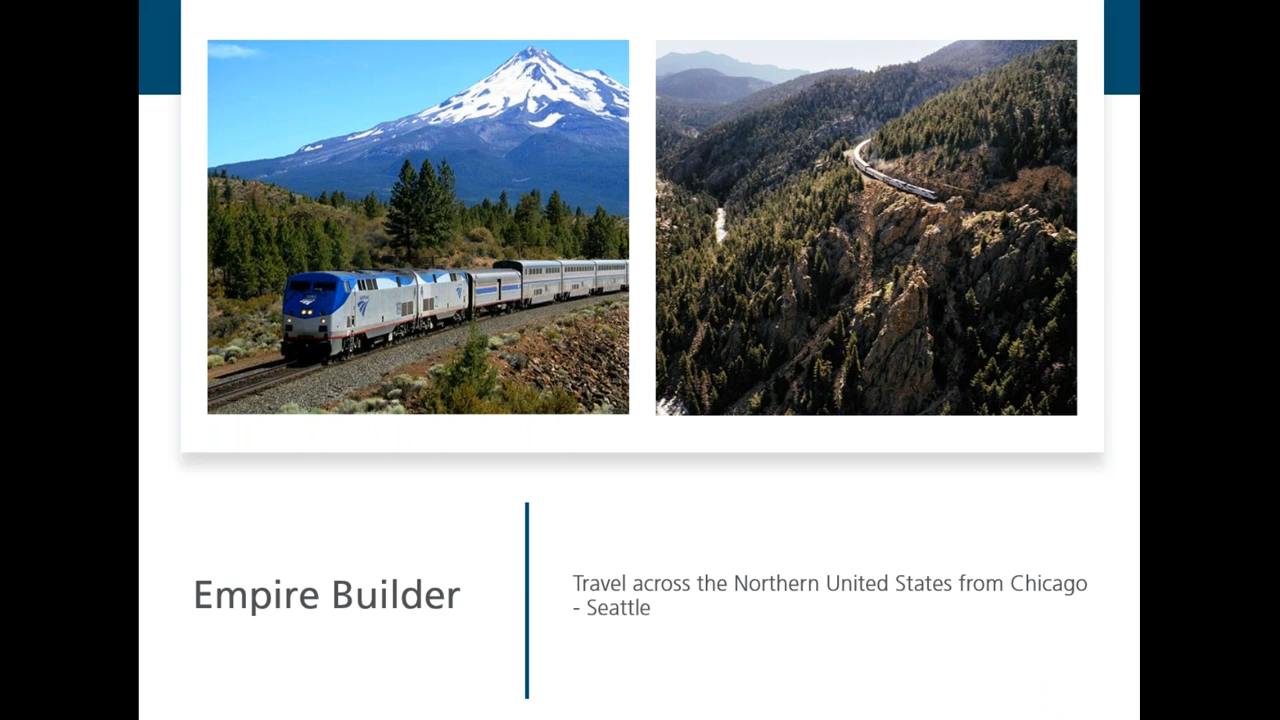 Empire Builder
Travel across the Northern United States from Chicago
- Seattle